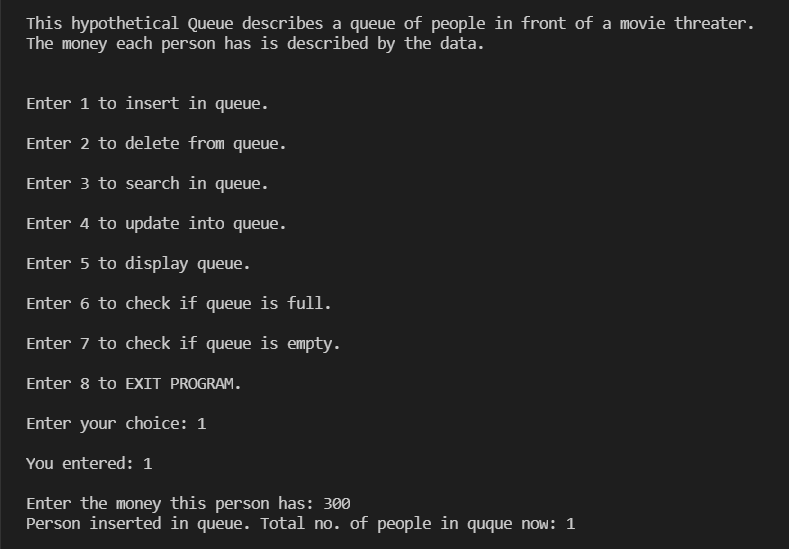 This hypothetical Queue describes a queue of people in front of a movie threater.
The money each person has is described by the data.
Enter 1 to insert in queue.
Enter 2 to delete from queue.
Enter 3 to search in queue.
Enter 4 to update into queue.
Enter 5 to display queue.
Enter 6 to check if queue is full.
Enter 7 to check if queue is empty.
Enter 8 to EXIT PROGRAM.
Enter your choice: 1
You entered: 1
Enter the money this person has: 300
Person inserted in queue. Total no. of people in quque now: 1